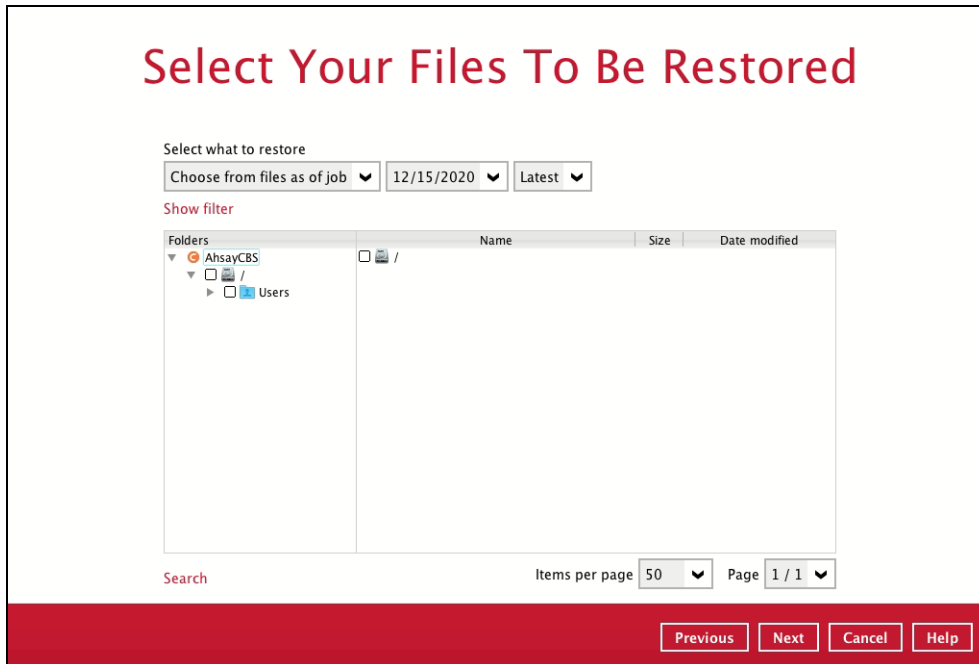 Select Your Files To Be Restored
Select what to restore
Choose from files as of job 12/15/2020 Latest
Show filter
Folders Name Size Date modified
AhsayCBS /
/
Users
Search Items per page 50 Page 1 / 1
Previous Next Cancel Help